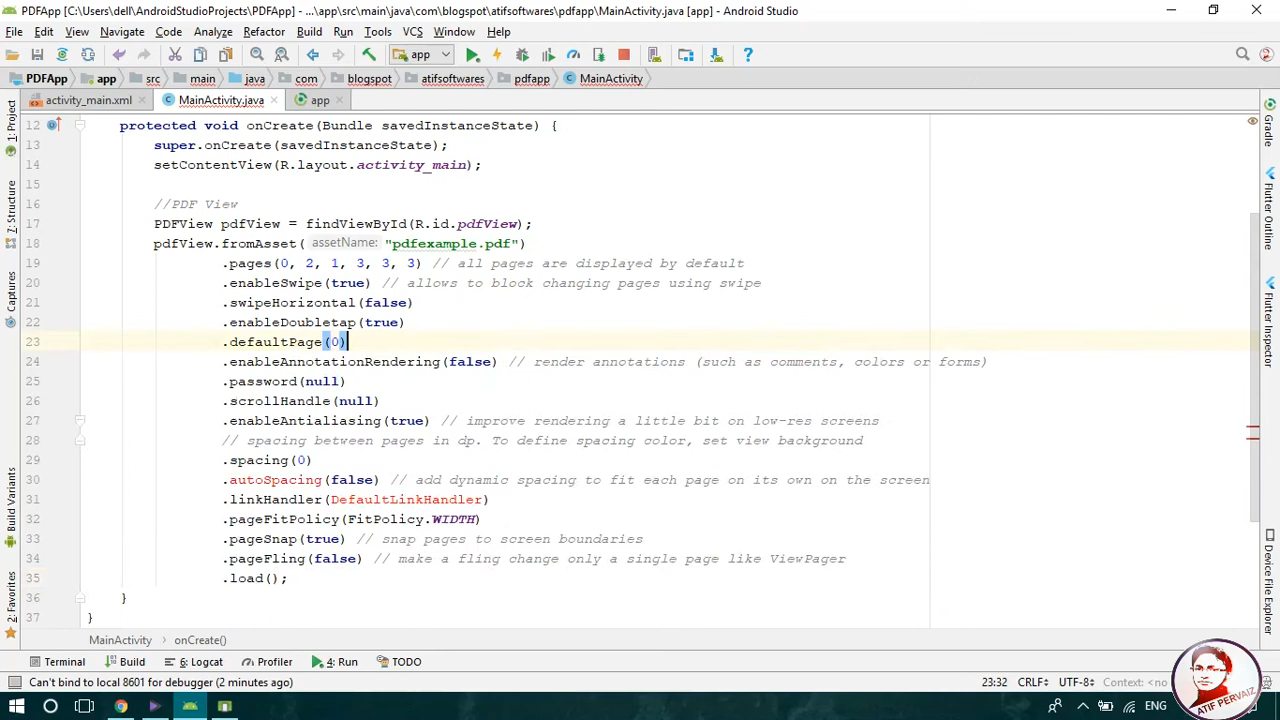 PDFApp [C:\Users\dell\AndroidStudioProjects\PDFApp] - ...\app\src\main\java\com\blogspot\atifsoftwares\pdfapp\MainActivity.java [app] - Android Studio
File Edit View Navigate Code Analyze Refactor Build Run Tools VCS Window Help
app
PDFApp app src main java com blogspot atifsoftwares pdfapp MainActivity
activity_main.xml MainActivity.java app
12 protected void onCreate(Bundle savedInstanceState) {
13 super.onCreate(savedInstanceState);
14 setContentView(R.layout.activity_main);
15
16 //PDF View
17 PDFView pdfView = findViewById(R.id.pdfView);
18 pdfView.fromAsset( assetName: "pdfexample.pdf")
19 .pages(0, 2, 1, 3, 3, 3) // all pages are displayed by default
20 .enableSwipe(true) // allows to block changing pages using swipe
21 .swipeHorizontal(false)
22 .enableDoubletap(true)
23 .defaultPage(0)
24 .enableAnnotationRendering(false) // render annotations (such as comments, colors or forms)
25 .password(null)
26 .scrollHandle(null)
27 .enableAntialiasing(true) // improve rendering a little bit on low-res screens
28 // spacing between pages in dp. To define spacing color, set view background
29 .spacing(0)
30 .autoSpacing(false) // add dynamic spacing to fit each page on its own on the screen
31 .linkHandler(DefaultLinkHandler)
32 .pageFitPolicy(FitPolicy.WIDTH)
33 .pageSnap(true) // snap pages to screen boundaries
34 .pageFling(false) // make a fling change only a single page like ViewPager
35 .load();
36 }
37 }
1: Project
Z: Structure
Captures
Build Variants
2: Favorites
Gradle
Flutter Outline
Flutter Inspector
Device File Explorer
MainActivity › onCreate()
Terminal Build 6: Logcat Profiler 4: Run TODO
Can't bind to local 8601 for debugger (2 minutes ago) 23:32 CRLF UTF-8 Context: <no
ENG
ATIF PERVAIZ